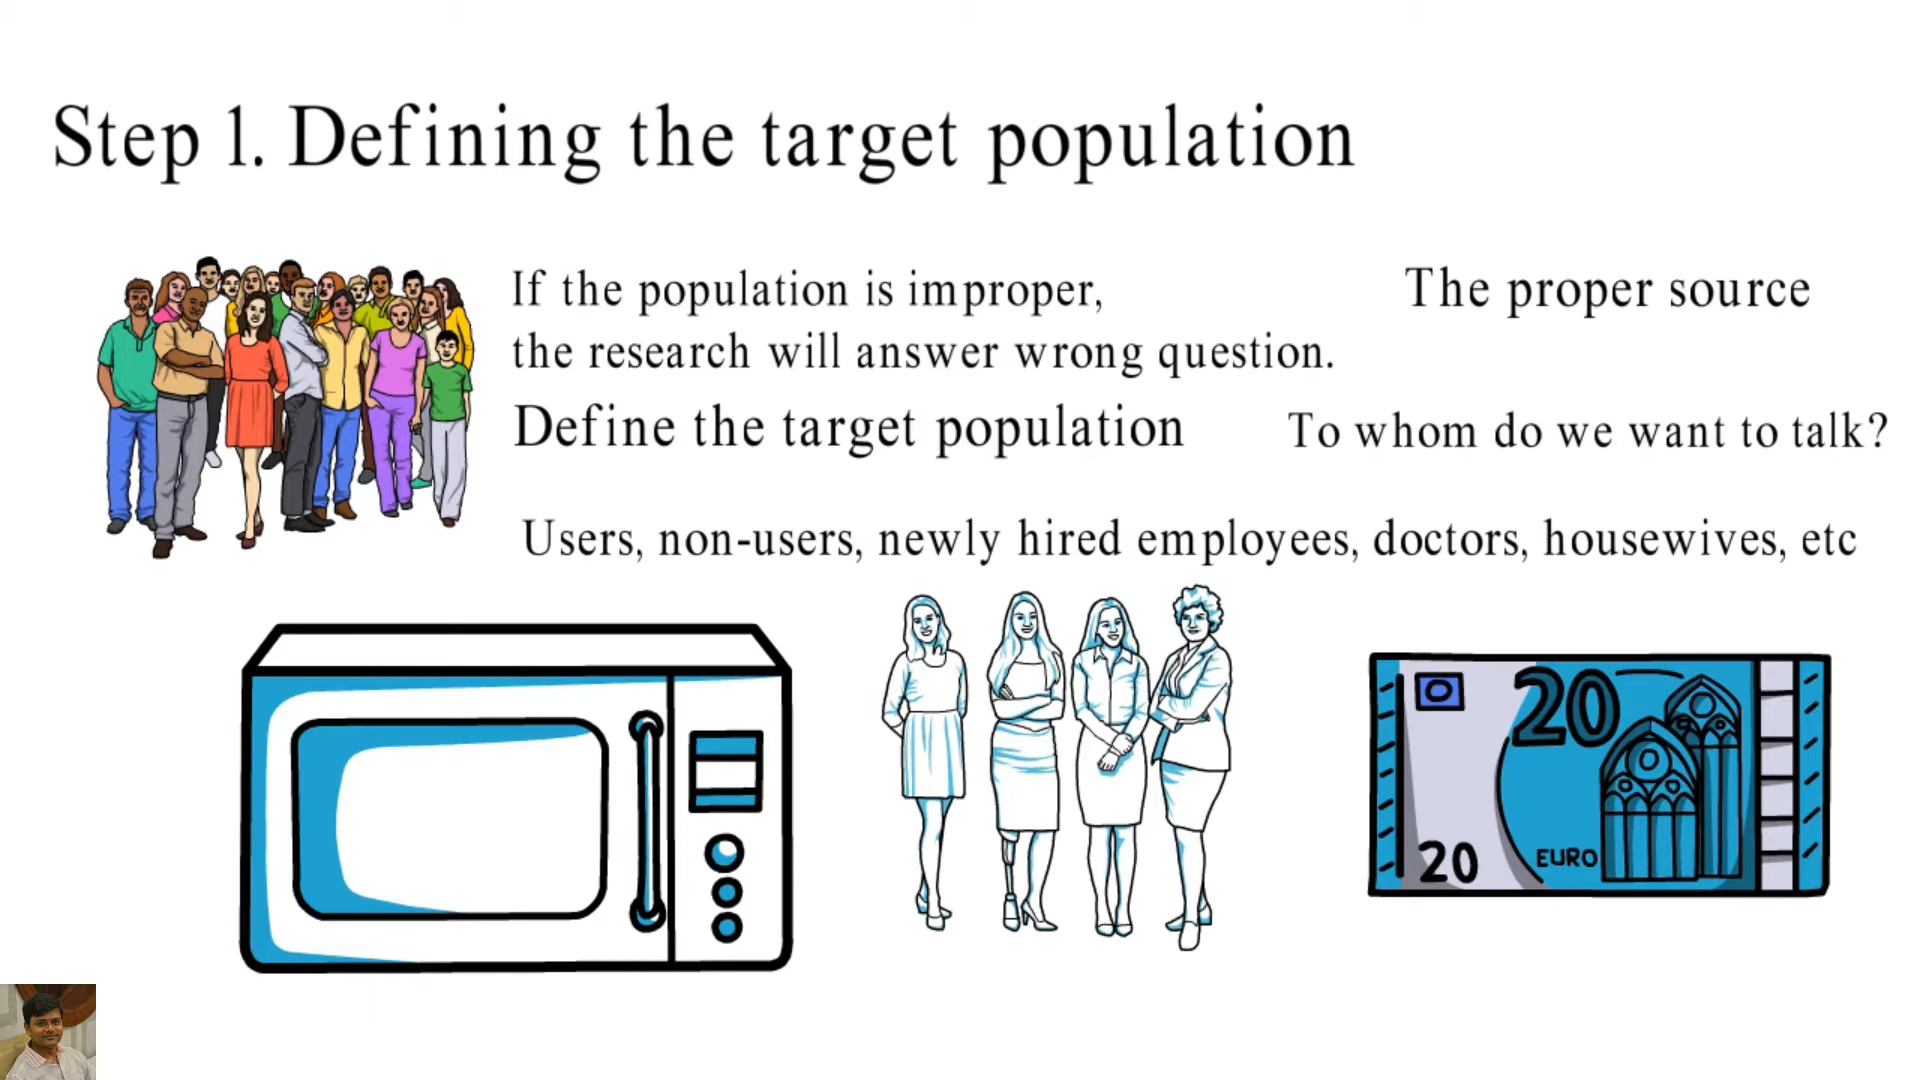 Step 1. Defining the target population
If the population is improper,
the research will answer wrong question.
The proper source
Define the target population
To whom do we want to talk?
Users, non-users, newly hired employees, doctors, housewives, etc
20
20
EURO